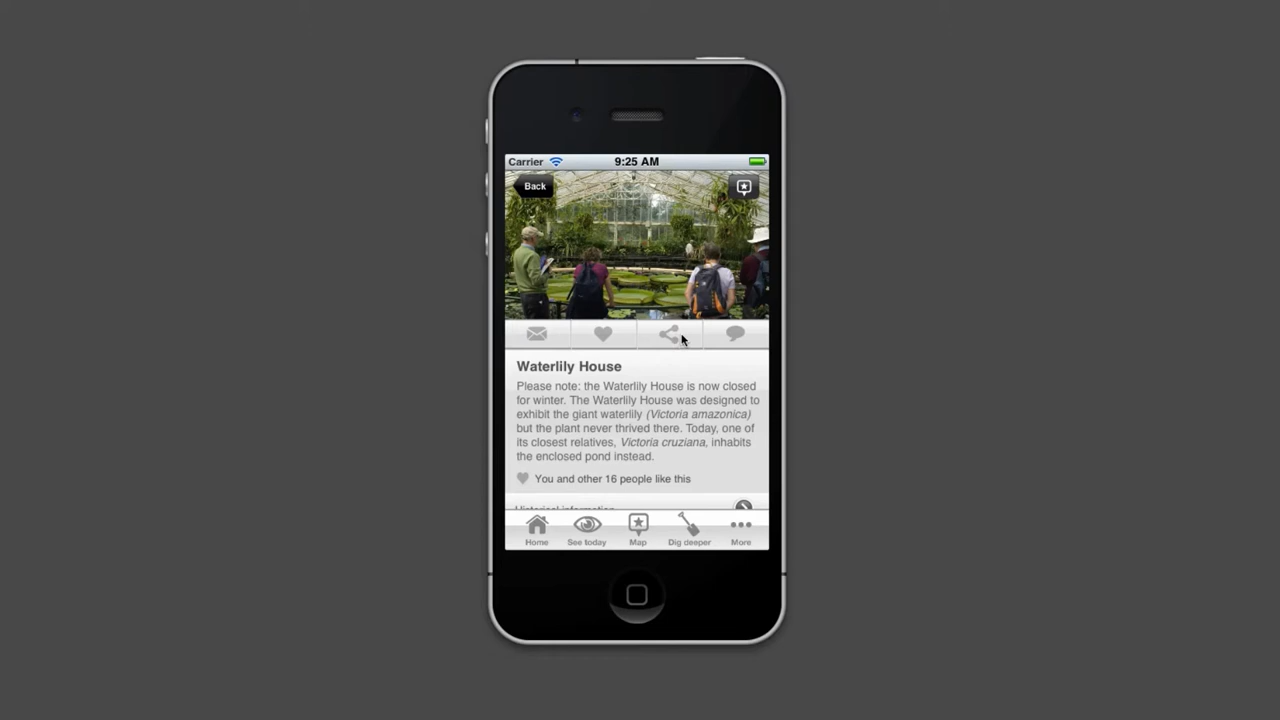 Carrier 9:25 AM
Back
Waterlily House
Please note: the Waterlily House is now closed
for winter. The Waterlily House was designed to
exhibit the giant waterlily (Victoria amazonica)
but the plant never thrived there. Today, one of
its closest relatives, Victoria cruziana, inhabits
the enclosed pond instead.
You and other 16 people like this
Historical information
Home See today Map Dig deeper More